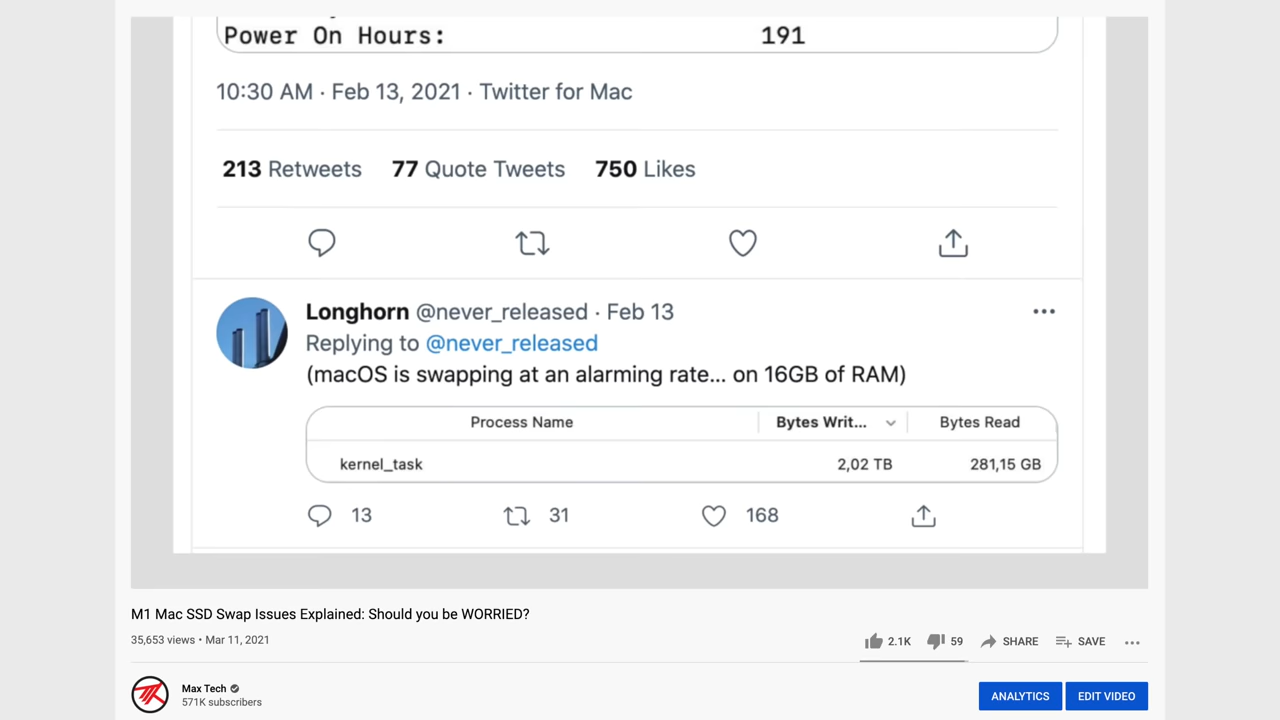 Power On Hours: 191
10:30 AM · Feb 13, 2021 · Twitter for Mac
213 Retweets 77 Quote Tweets 750 Likes
Longhorn @never_released · Feb 13
Replying to @never_released
(macOS is swapping at an alarming rate... on 16GB of RAM)
Process Name Bytes Writ... Bytes Read
kernel_task 2,02 TB 281,15 GB
13 31 168
M1 Mac SSD Swap Issues Explained: Should you be WORRIED?
35,653 views • Mar 11, 2021
2.1K 59 SHARE SAVE
Max Tech
571K subscribers
ANALYTICS EDIT VIDEO